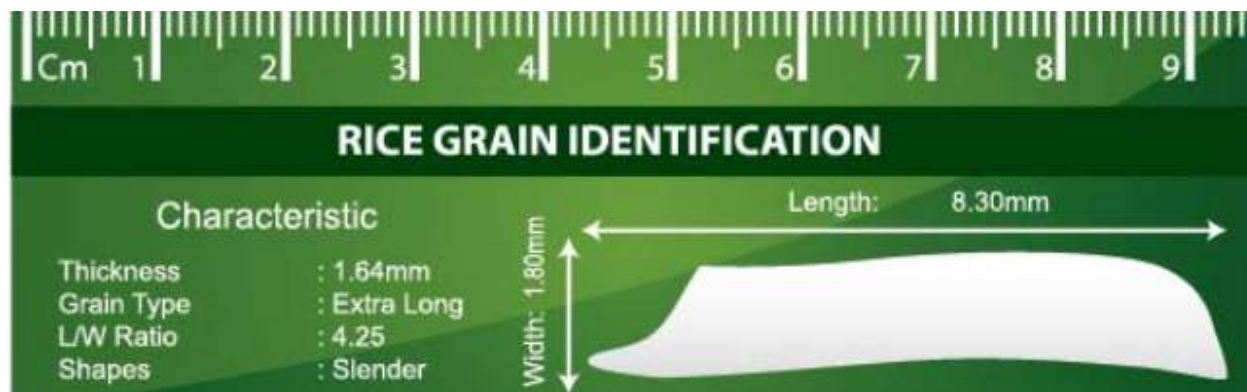 Cm 1 2 3 4 5 6 7 8 9
RICE GRAIN IDENTIFICATION
Characteristic
Thickness : 1.64mm
Grain Type : Extra Long
L/W Ratio : 4.25
Shapes : Slender
Length: 8.30mm
Width: 1.80mm